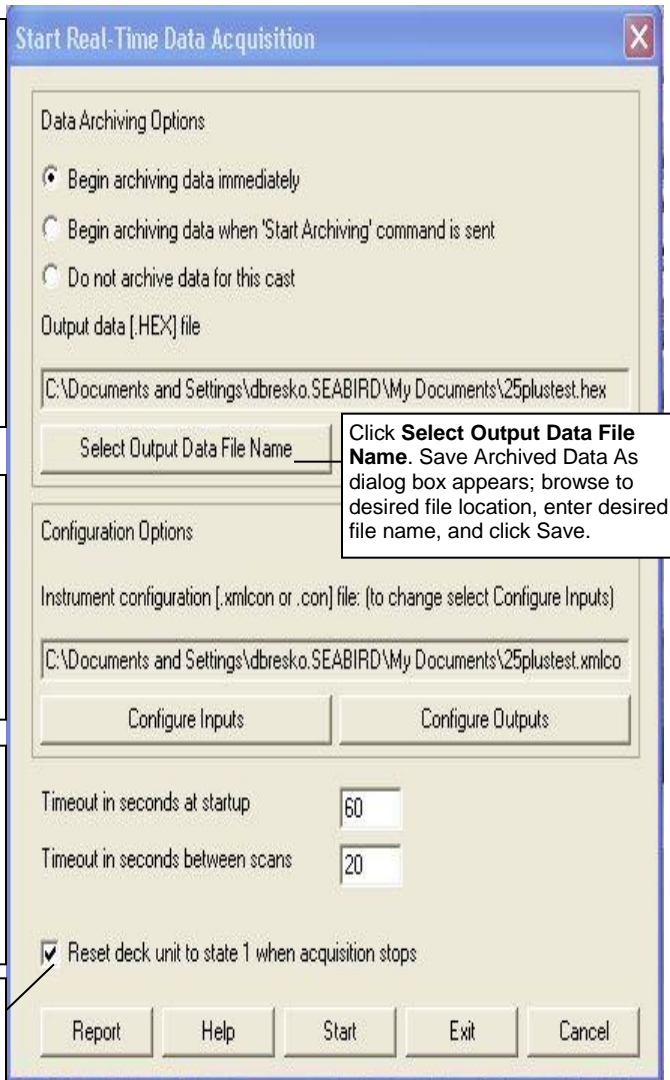 Start Real-Time Data Acquisition
Data Archiving Options
Begin archiving data immediately
Begin archiving data when 'Start Archiving' command is sent
Do not archive data for this cast
Output data [.HEX] file
C:\Documents and Settings\dbresko.SEABIRD\My Documents\25plustest.hex
Select Output Data File Name
Click Select Output Data File
Name. Save Archived Data As
dialog box appears; browse to
desired file location, enter desired
file name, and click Save.
Configuration Options
Instrument configuration [.xmlcon or .con] file: (to change select Configure Inputs)
C:\Documents and Settings\dbresko.SEABIRD\My Documents\25plustest.xmlco
Configure Inputs
Configure Outputs
Timeout in seconds at startup
60
Timeout in seconds between scans
20
Reset deck unit to state 1 when acquisition stops
Report
Help
Start
Exit
Cancel